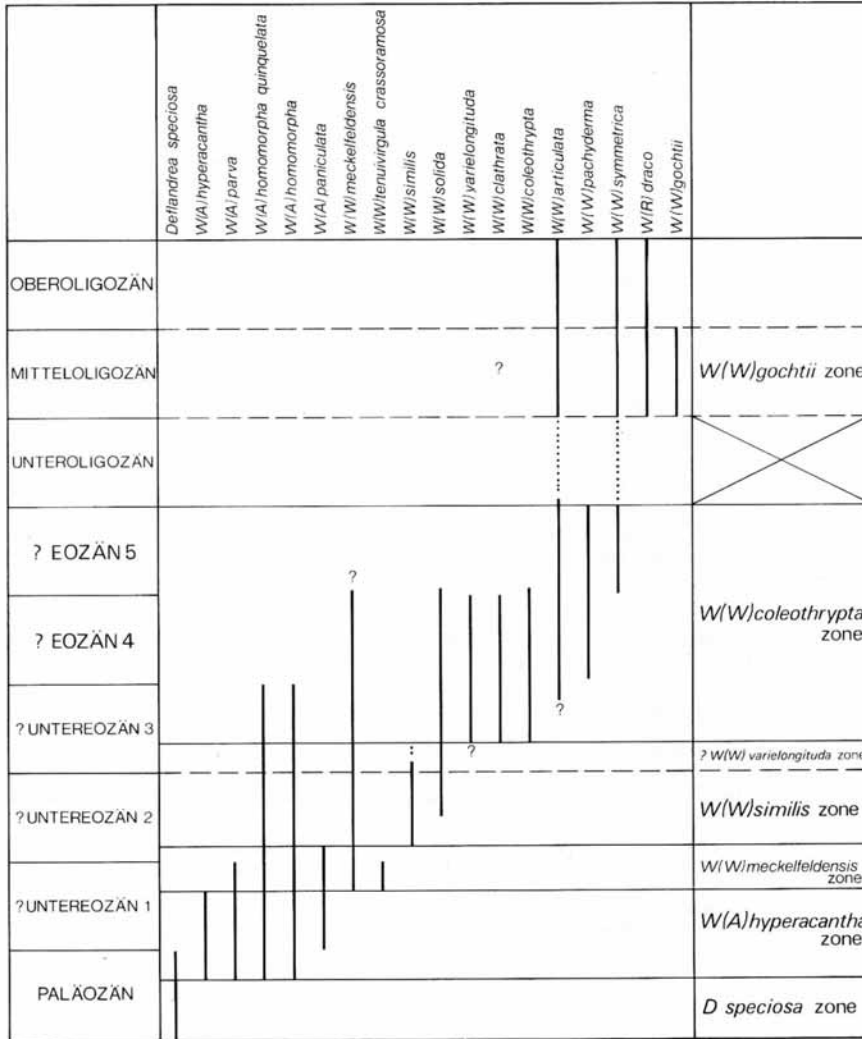 Deflandrea speciosa
W(A)hyperacantha
W(A)parva
W(A)homomorpha quinquelata
W(A)homomorpha
W(A)paniculata
W(W)meckelfeldensis
W(W)tenuivirgula crassoramosa
W(W)similis
W(W)solida
W(W)varielongituda
W(W)clathrata
W(W)coleothrypta
W(W)articulata
W(W)pachyderma
W(W)symmetrica
W(R)draco
W(W)gochtii
OBEROLIGOZÄN
MITTELOLIGOZÄN
?
W(W)gochtii zone
UNTEROLIGOZÄN
? EOZÄN 5
?
W(W)coleothrypta
zone
? EOZÄN 4
?
? UNTEREOZÄN 3
?
? W(W) varielongituda zone
? UNTEREOZÄN 2
W(W)similis zone
W(W)meckelfeldensis
zone
? UNTEREOZÄN 1
W(A)hyperacantha
zone
PALÄOZÄN
D speciosa zone